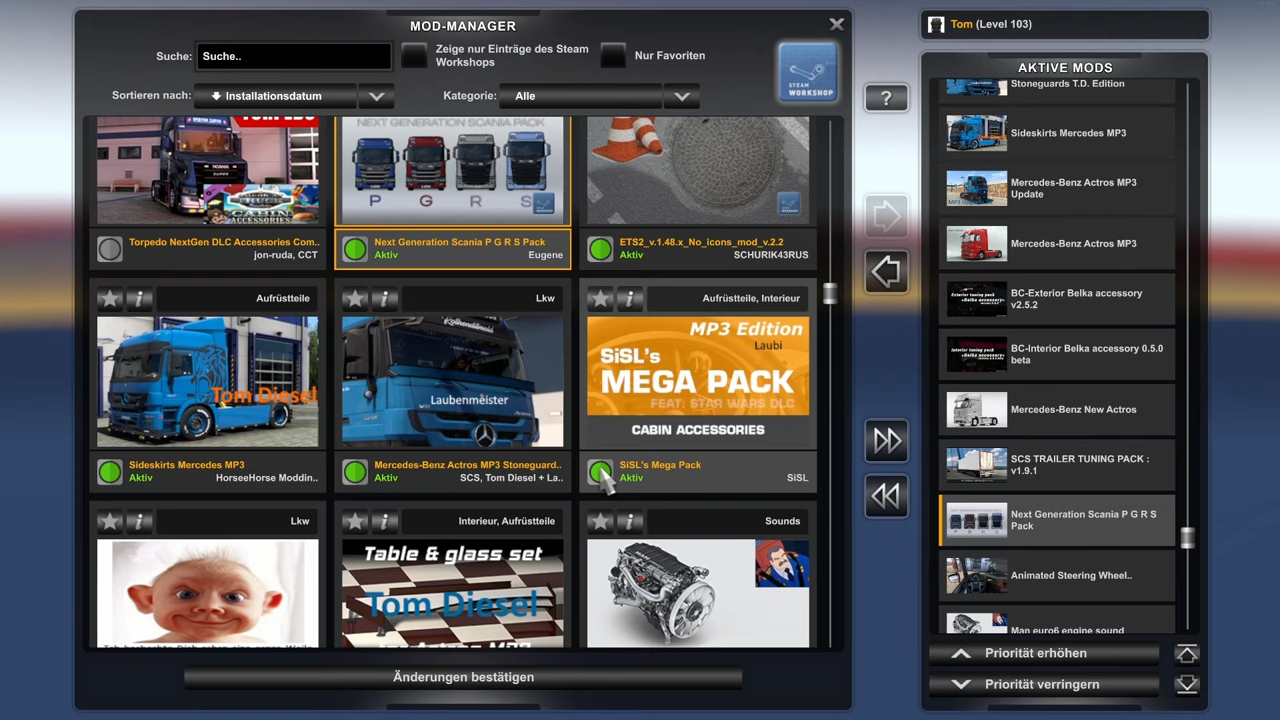 MOD-MANAGER
Suche:
Suche..
Zeige nur Einträge des Steam
Workshops
Nur Favoriten
STEAM
WORKSHOP
Sortieren nach:
Installationsdatum
Kategorie:
Alle
TORPEDO
SUPER
CABIN
ACCESSORIES
Torpedo NextGen DLC Accessories Com..
jon-ruda, CCT
NEXT GENERATION SCANIA PACK
P G R S
Next Generation Scania P G R S Pack
Aktiv
Eugene
ETS2_v.1.48.x_No_icons_mod_v.2.2
Aktiv
SCHURIK43RUS
Aufrüstteile
Tom Diesel
Sideskirts Mercedes MP3
Aktiv
HorseeHorse Moddin..
Lkw
Laubenmeister
Mercedes-Benz Actros MP3 Stoneguard..
Aktiv
SCS, Tom Diesel + La..
Aufrüstteile, Interieur
MP3 Edition
Laubi
SiSL's
MEGA PACK
FEAT. STAR WARS DLC
CABIN ACCESSORIES
SiSL's Mega Pack
Aktiv
SiSL
Lkw
Interieur, Aufrüstteile
Table & glass set
Tom Diesel
Sounds
Änderungen bestätigen
?
Tom (Level 103)
AKTIVE MODS
Stoneguards T.D. Edition
Sideskirts Mercedes MP3
Mercedes-Benz Actros MP3
Update
Mercedes-Benz Actros MP3
BC-Exterior Belka accessory
v2.5.2
BC-Interior Belka accessory 0.5.0
beta
Mercedes-Benz New Actros
SCS TRAILER TUNING PACK :
v1.9.1
Next Generation Scania P G R S
Pack
Animated Steering Wheel..
Man euro6 engine sound
Priorität erhöhen
Priorität verringern